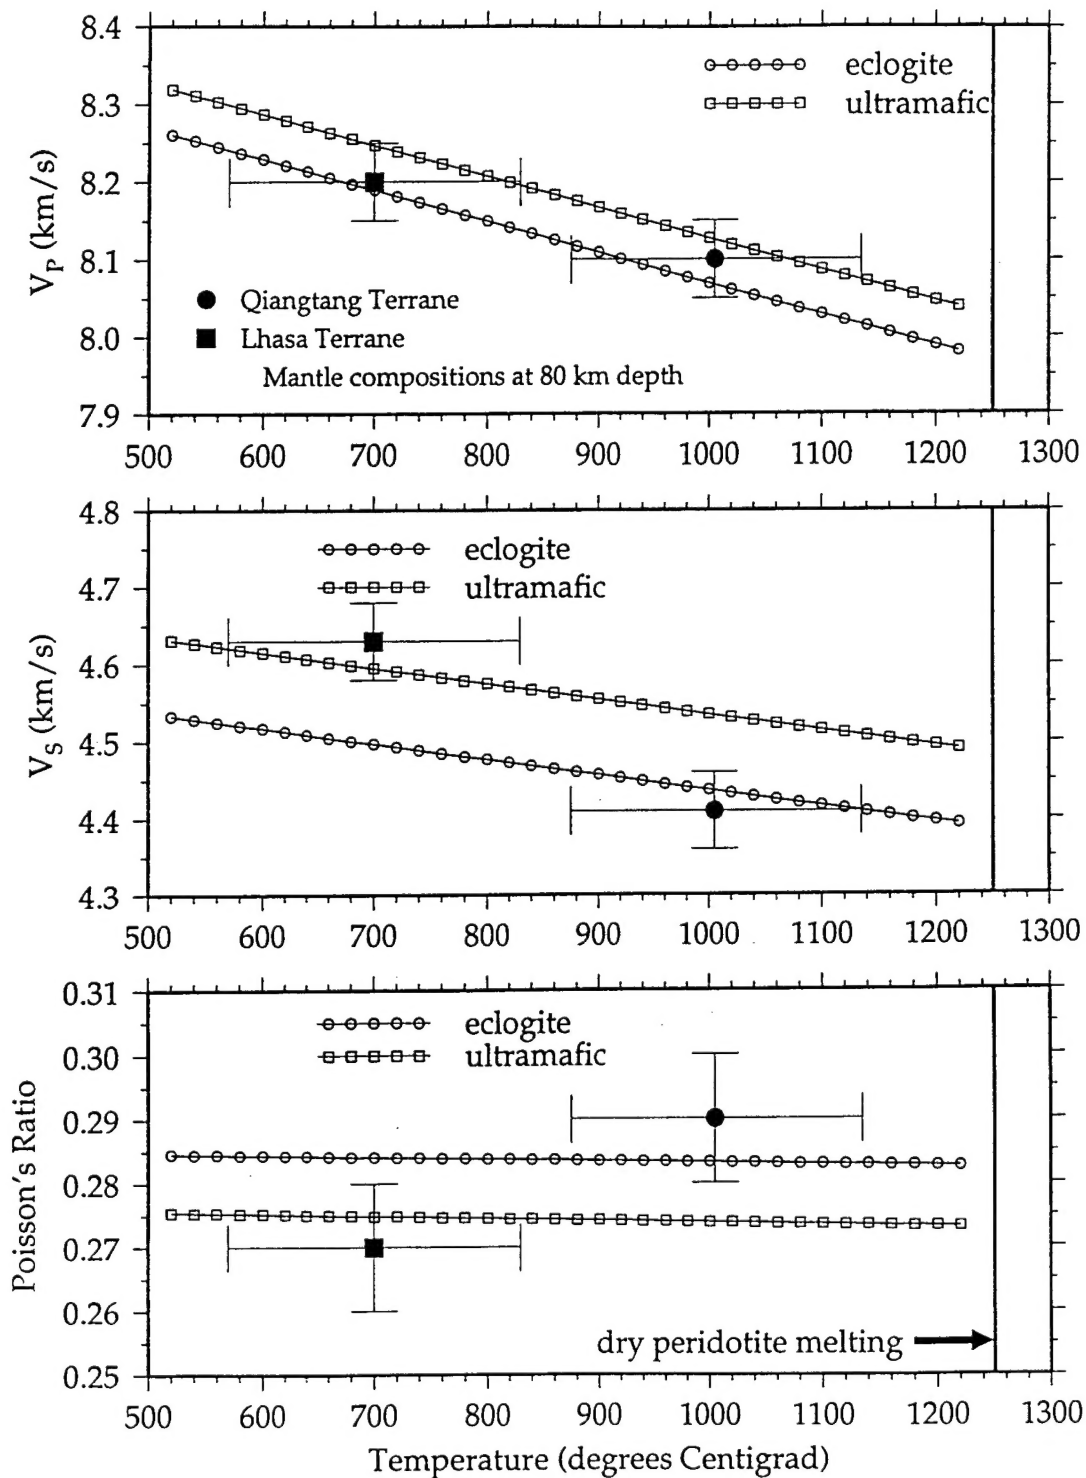 8.4
8.3
8.2
8.1
8.0
7.9
V_P (km/s)
eclogite
ultramafic
Qiangtang Terrane
Lhasa Terrane
Mantle compositions at 80 km depth
500 600 700 800 900 1000 1100 1200 1300
4.8
4.7
4.6
4.5
4.4
4.3
V_S (km/s)
eclogite
ultramafic
500 600 700 800 900 1000 1100 1200 1300
0.31
0.30
0.29
0.28
0.27
0.26
0.25
Poisson's Ratio
eclogite
ultramafic
dry peridotite melting
500 600 700 800 900 1000 1100 1200 1300
Temperature (degrees Centigrad)